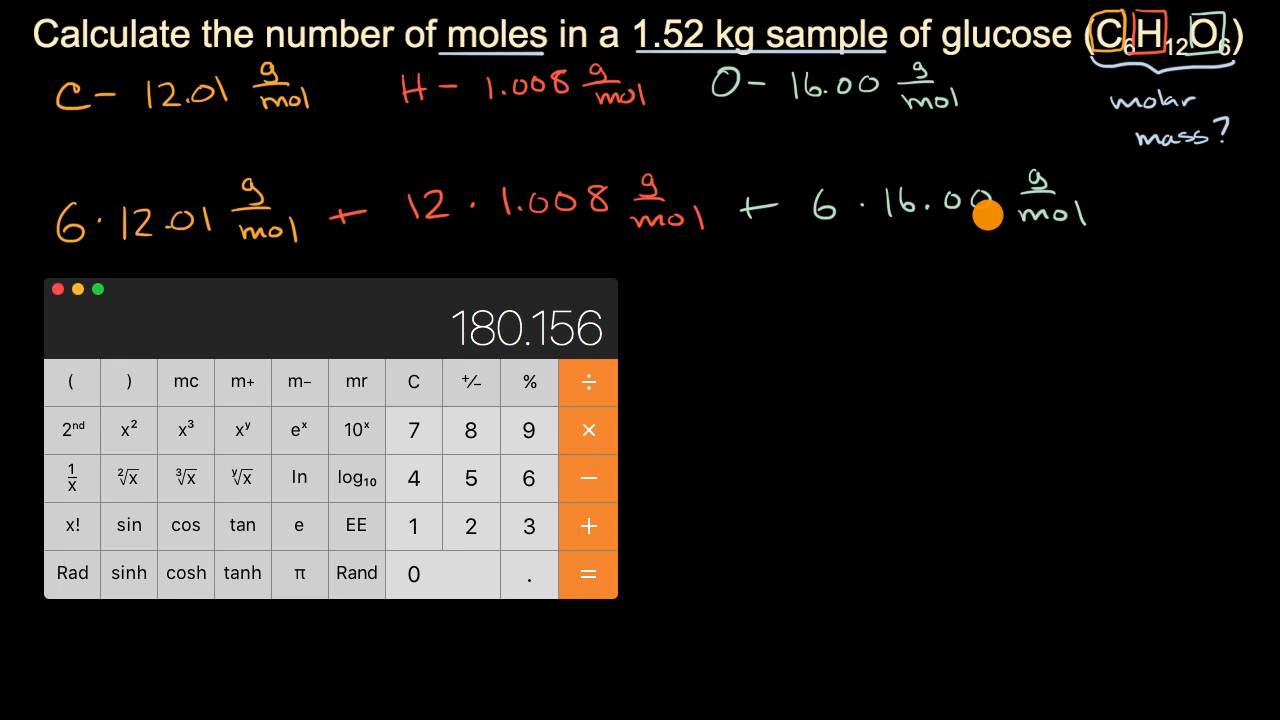 Calculate the number of moles in a 1.52 kg sample of glucose (C₆H₁₂O₆)
C - 12.01 g/mol H - 1.008 g/mol O - 16.00 g/mol
molar
mass?
6 · 12.01 g/mol + 12 · 1.008 g/mol + 6 · 16.00 g/mol
180.156
( ) mc m+ m− mr C ⁺⁄₋ % ÷
2ⁿᵈ x² x³ xʸ eˣ 10ˣ 7 8 9 ×
1/x ²√x ³√x ʸ√x ln log₁₀ 4 5 6 −
x! sin cos tan e EE 1 2 3 +
Rad sinh cosh tanh π Rand 0 . =